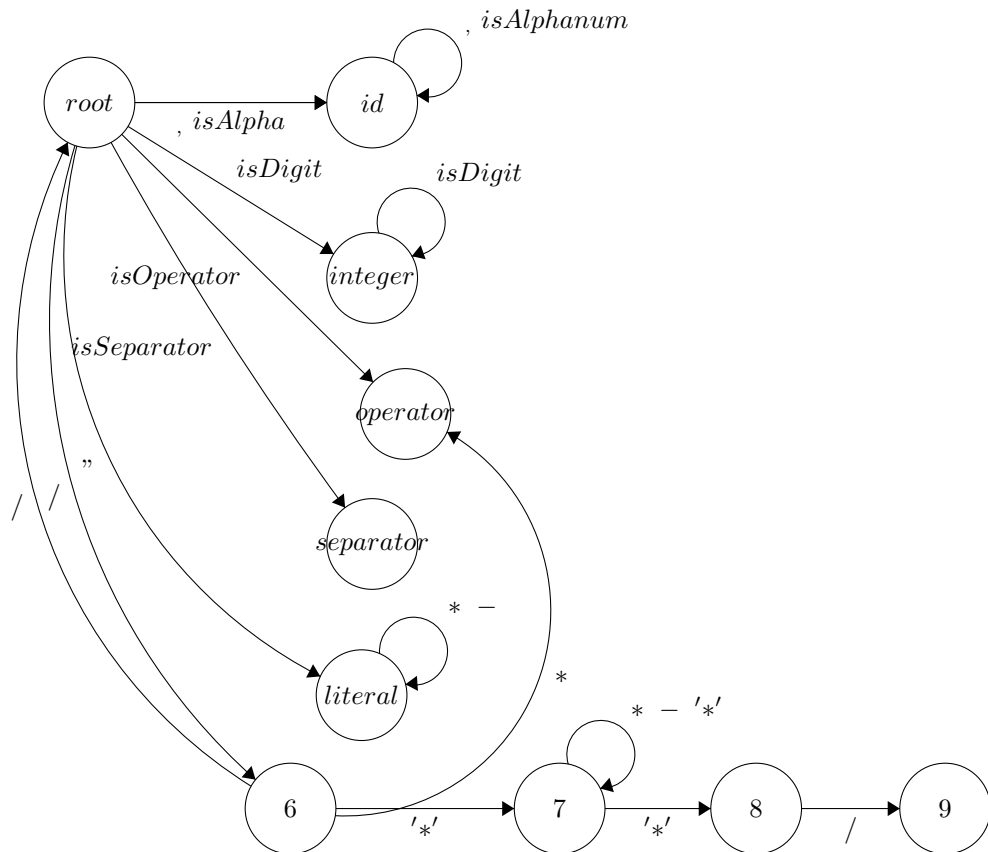 , isAlphanum
root
id
, isAlpha
isDigit
isDigit
integer
isOperator
isSeparator
operator
”
/
/
separator
* -
literal
*
* - '*'
6
7
8
9
'*'
'*'
/